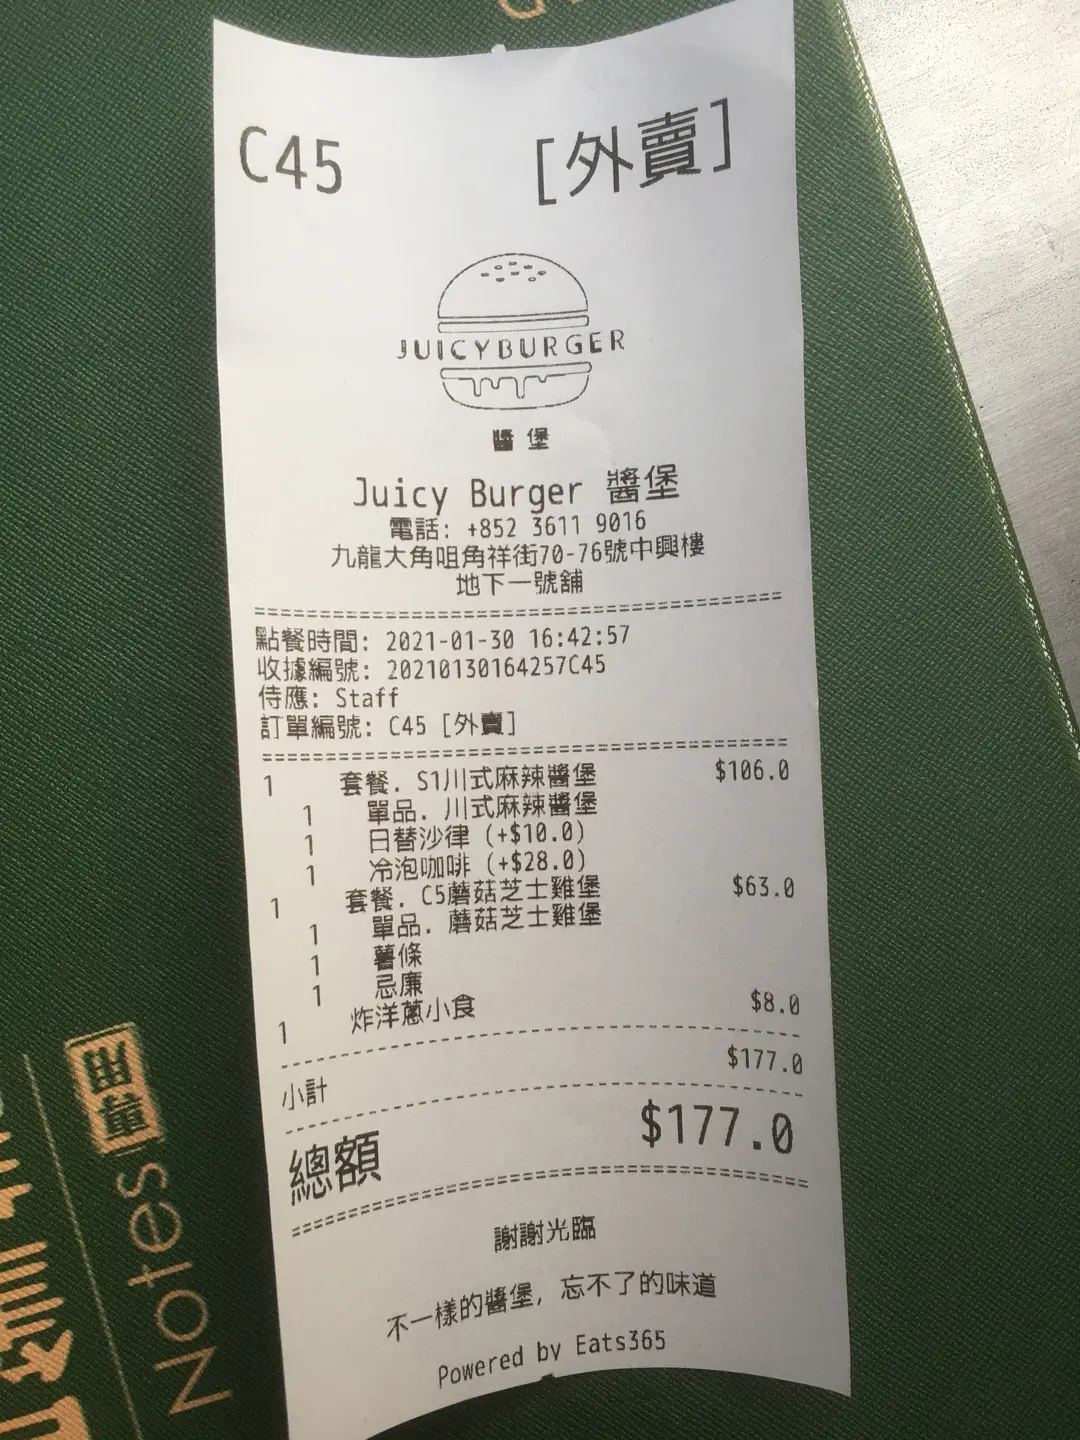 C45 [外賣]
JUICYBURGER
醬堡
Juicy Burger 醬堡
電話: +852 3611 9016
九龍大角咀角祥街70-76號中興樓
地下一號舖
點餐時間: 2021-01-30 16:42:57
收據編號: 20210130164257C45
侍應: Staff
訂單編號: C45 [外賣]
1 套餐. S1川式麻辣醬堡 $106.0
1 單品. 川式麻辣醬堡
1 日替沙律 (+$10.0)
1 冷泡咖啡 (+$28.0)
1 套餐. C5蘑菇芝士雞堡 $63.0
1 單品. 蘑菇芝士雞堡
1 薯條
1 忌廉
1 炸洋蔥小食 $8.0
小計 $177.0
總額 $177.0
謝謝光臨
不一樣的醬堡, 忘不了的味道
Powered by Eats365
Notes